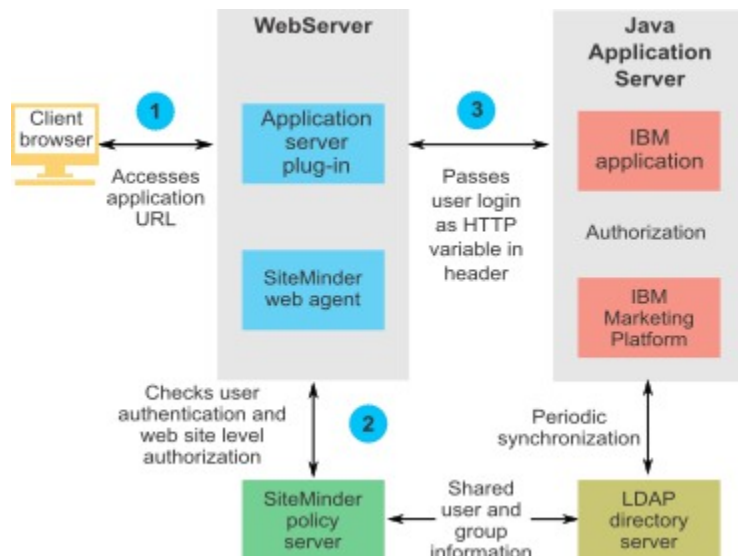 WebServer
Java
Application
Server
Client
browser
1
Accesses
application
URL
Application
server
plug-in
SiteMinder
web agent
3
Passes
user login
as HTTP
variable in
header
IBM
application
Authorization
IBM
Marketing
Platform
Checks user
authentication and
web site level
authorization
2
Periodic
synchronization
SiteMinder
policy
server
Shared
user and
group
information
LDAP
directory
server